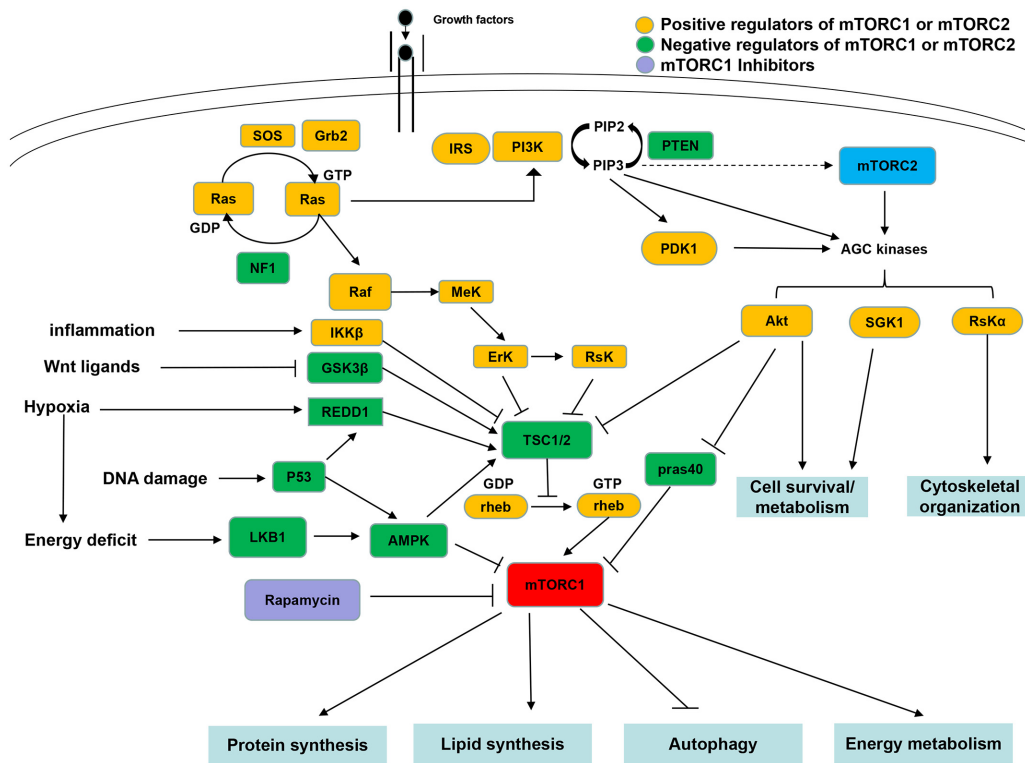 Growth factors
Positive regulators of mTORC1 or mTORC2
Negative regulators of mTORC1 or mTORC2
mTORC1 Inhibitors
SOS
Grb2
IRS
PI3K
PIP2
PTEN
PIP3
mTORC2
GTP
Ras
Ras
GDP
NF1
PDK1
AGC kinases
Raf
MeK
inflammation
IKKβ
Akt
SGK1
RsKα
ErK
RsK
Wnt ligands
GSK3β
Hypoxia
REDD1
TSC1/2
DNA damage
P53
pras40
GDP
GTP
rheb
rheb
Cell survival/
metabolism
Cytoskeletal
organization
Energy deficit
LKB1
AMPK
mTORC1
Rapamycin
Protein synthesis
Lipid synthesis
Autophagy
Energy metabolism